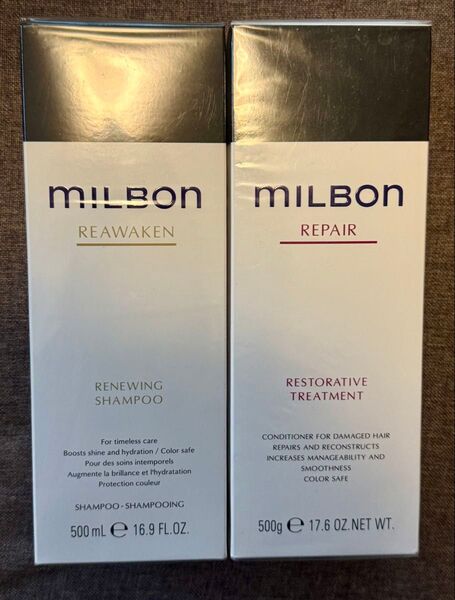 MILBON
REAWAKEN
RENEWING
SHAMPOO
For timeless care
Boosts shine and hydration / Color safe
Pour des soins intemporels
Augmente la brillance et l'hydratation
Protection couleur
SHAMPOO • SHAMPOOING
500 mL ℮ 16.9 FL.OZ.
MILBON
REPAIR
RESTORATIVE
TREATMENT
CONDITIONER FOR DAMAGED HAIR
REPAIRS AND RECONSTRUCTS
INCREASES MANAGEABILITY AND
SMOOTHNESS
COLOR SAFE
500g ℮ 17.6 OZ. NET WT.